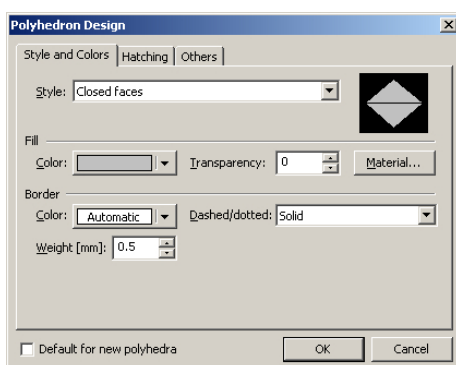 Polyhedron Design
Style and Colors Hatching Others
Style: Closed faces
Fill
Color: Transparency: 0 Material...
Border
Color: Automatic Dashed/dotted: Solid
Weight [mm]: 0.5
Default for new polyhedra OK Cancel